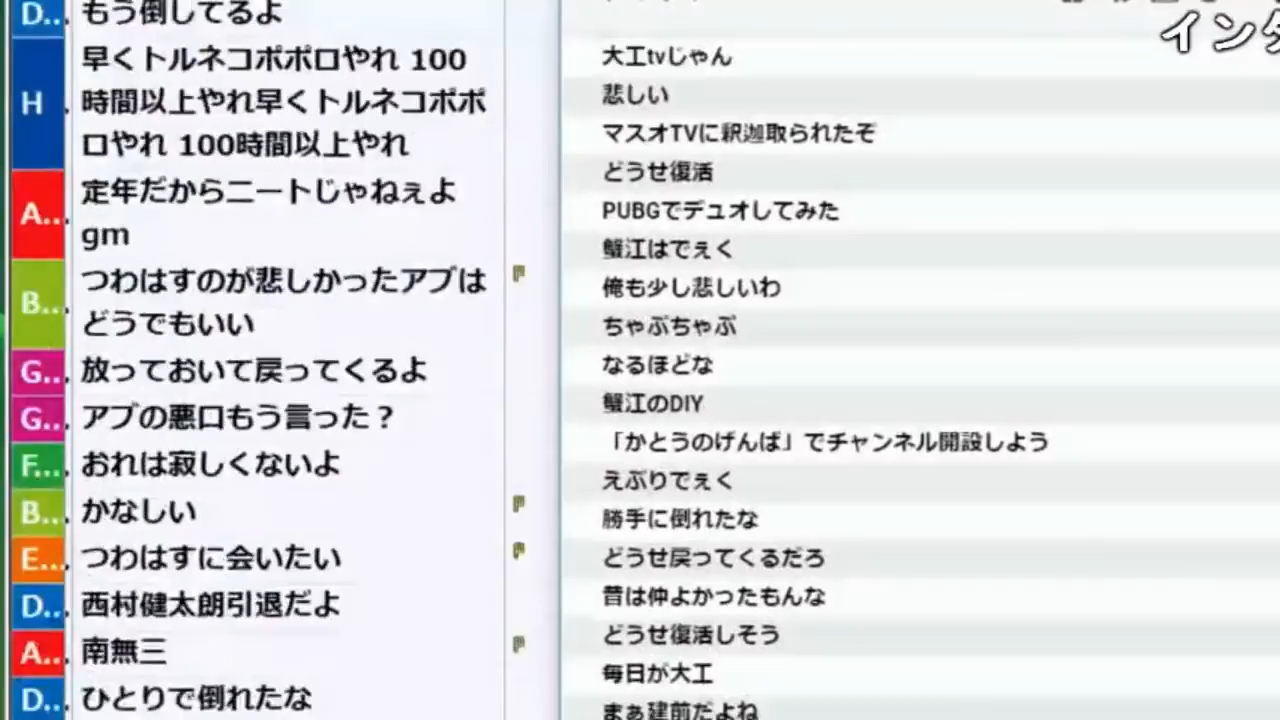 D..
もう倒してるよ
H
早くトルネコポポロやれ 100
時間以上やれ早くトルネコポポ
ロやれ 100時間以上やれ
A...
定年だからニートじゃねぇよ
gm
B...
つわはすのが悲しかったアブは
どうでもいい
P
G...
放っておいて戻ってくるよ
G...
アブの悪口もう言った？
F...
おれは寂しくないよ
B...
かなしい
P
E...
つわはすに会いたい
P
D...
西村健太朗引退だよ
A...
南無三
P
D...
ひとりで倒れたな
インタ
大工tvじゃん
悲しい
マスオTVに釈迦取られたぞ
どうせ復活
PUBGでデュオしてみた
蟹江はでぇく
俺も少し悲しいわ
ちゃぶちゃぶ
なるほどな
蟹江のDIY
「かとうのげんば」でチャンネル開設しよう
えぶりでぇく
勝手に倒れたな
どうせ戻ってくるだろ
昔は仲よかったもんな
どうせ復活しそう
毎日が大工
まぁ建前だよね